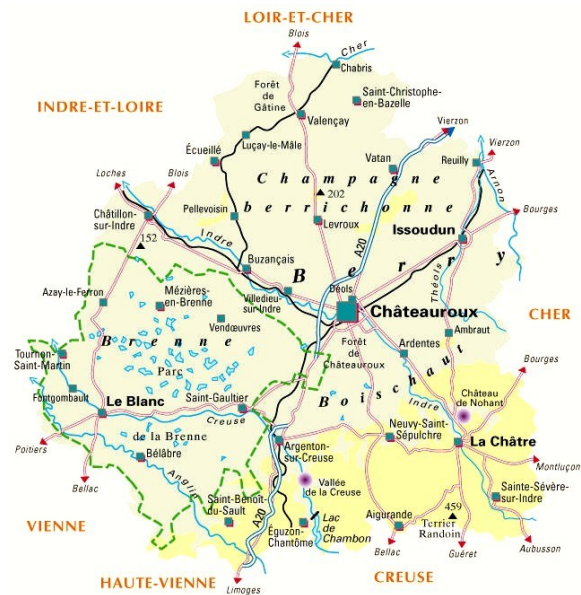 LOIR-ET-CHER
Blois
Cher
Chabris
Forêt
de
Gâtine
Saint-Christophe-
en-Bazelle
INDRE-ET-LOIRE
Valençay
Vierzon
Luçay-le-Mâle
Écueillé
Vatan
Reuilly
Vierzon
Loches
Blois
Champagne
202
Arnon
berrichonne
Pellevoisin
Levroux
Bourges
Châtillon-
sur-Indre
152
Indre
Issoudun
A20
Buzançais
Berry
Théols
Azay-le-Ferron
Mézières-
en-Brenne
Villedieu-
sur-Indre
Déols
Châteauroux
CHER
Vendœuvres
Brenne
Ambraut
Forêt
de
Châteauroux
Ardentes
Tournon-
Saint-Martin
Parc
Bourges
Fontgombault
Boischaut
Château
de Nohant
Indre
Saint-Gaultier
Le Blanc
Creuse
Neuvy-Saint-
Sépulchre
La Châtre
de la Brenne
Argenton-
sur-Creuse
Poitiers
Bélâbre
Montluçon
Anglin
Vallée
de la Creuse
Bellac
Sainte-Sévère-
sur-Indre
Saint-Benoît-
du-Sault
A20
Lac
de
Chambon
Aigurande
459
Terrier
Randoin
VIENNE
Éguzon-
Chantôme
Bellac
Guéret
Aubusson
HAUTE-VIENNE
Limoges
CREUSE